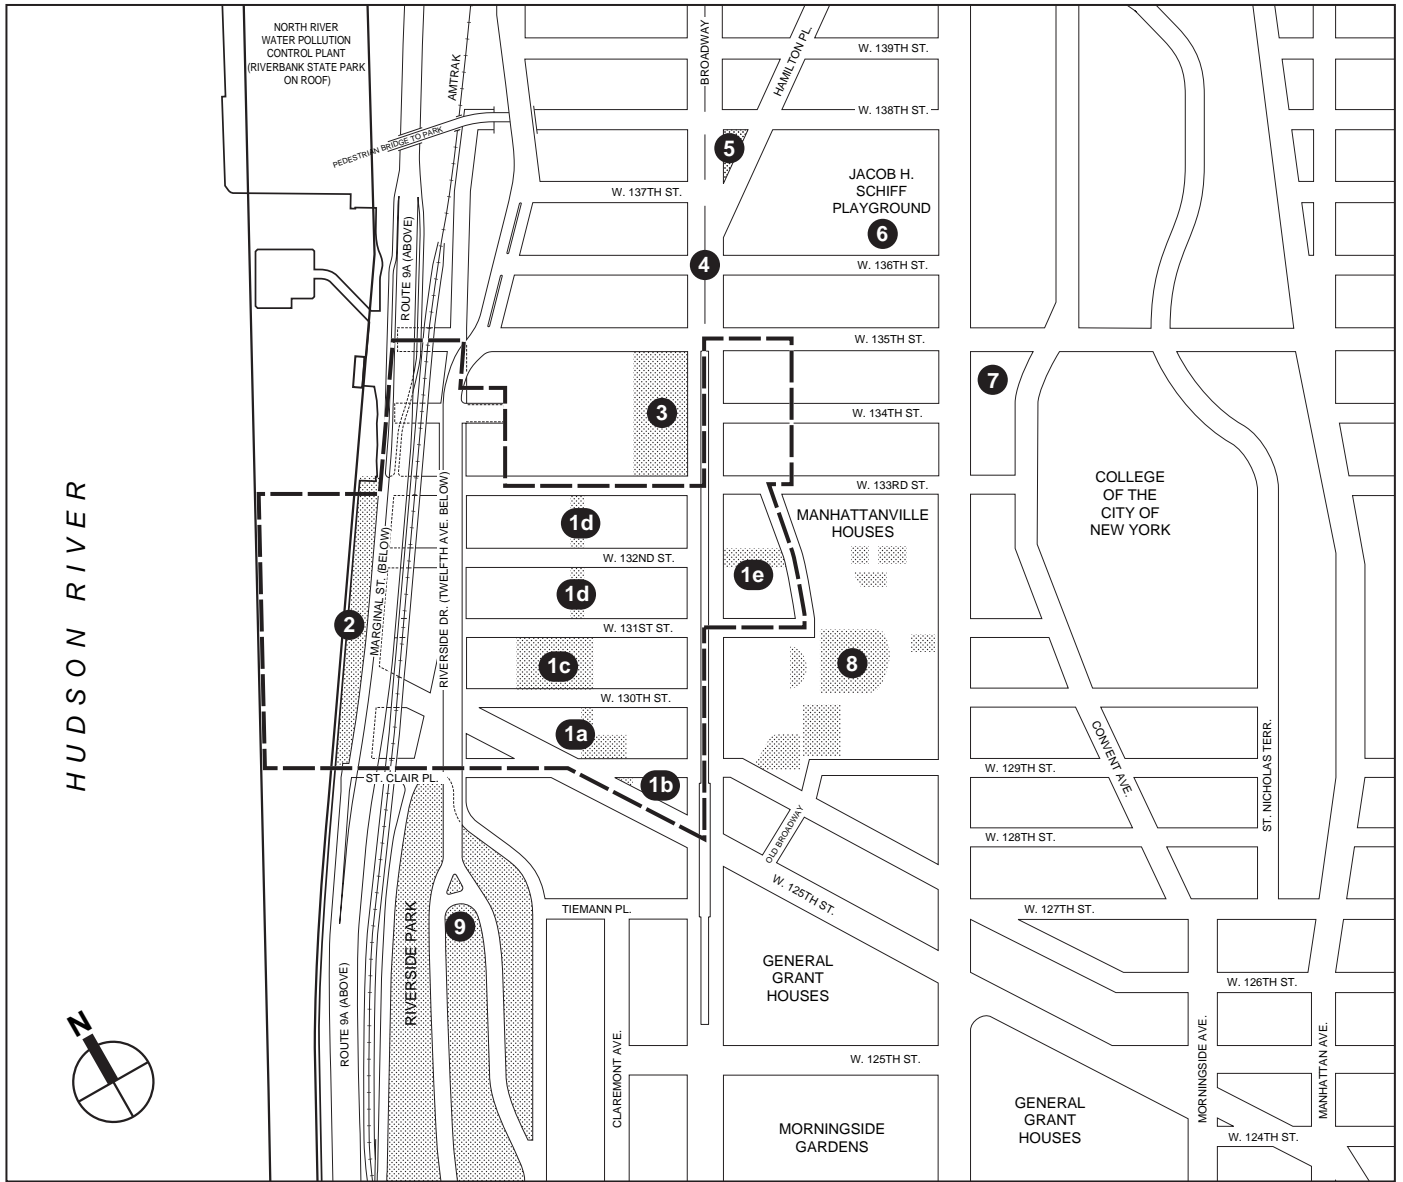 NORTH RIVER
WATER POLLUTION
CONTROL PLANT
(RIVERBANK STATE PARK
ON ROOF)
AMTRAK
BROADWAY
HAMILTON PL.
W. 139TH ST.
W. 138TH ST.
PEDESTRIAN BRIDGE TO PARK
5
JACOB H.
SCHIFF
PLAYGROUND
6
W. 137TH ST.
ROUTE 9A (ABOVE)
4
W. 136TH ST.
W. 135TH ST.
7
3
W. 134TH ST.
HUDSON RIVER
RIVERSIDE DR. (TWELFTH AVE. BELOW)
MARGINAL ST. (BELOW)
W. 133RD ST.
COLLEGE
OF THE
CITY OF
NEW YORK
MANHATTANVILLE
HOUSES
1d
W. 132ND ST.
1e
1d
2
W. 131ST ST.
1c
8
W. 130TH ST.
1a
CONVENT AVE.
ST. NICHOLAS TERR.
W. 129TH ST.
ST. CLAIR PL.
1b
OLD BROADWAY
W. 128TH ST.
W. 125TH ST.
TIEMANN PL.
W. 127TH ST.
9
RIVERSIDE PARK
ROUTE 9A (ABOVE)
GENERAL
GRANT
HOUSES
W. 126TH ST.
N
CLAREMONT AVE.
W. 125TH ST.
MORNINGSIDE AVE.
MANHATTAN AVE.
MORNINGSIDE
GARDENS
GENERAL
GRANT
HOUSES
W. 124TH ST.